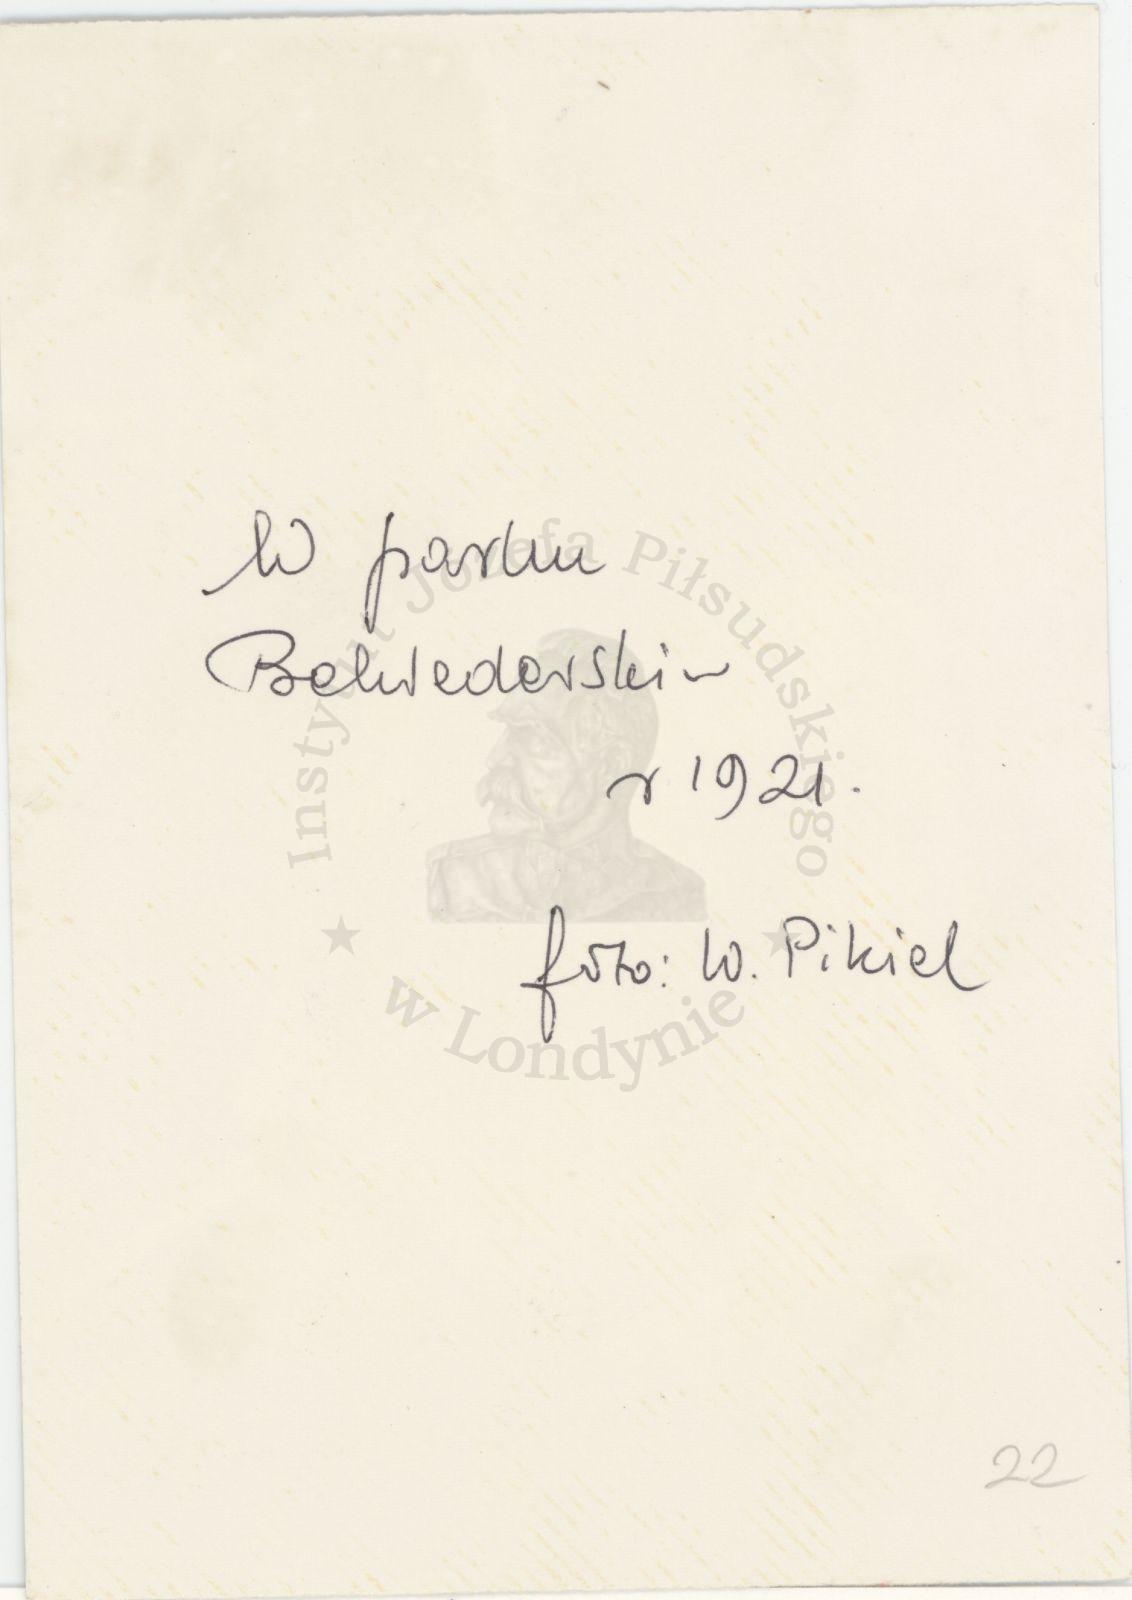 W parku
Belwederskim
r 1921.
foto: W. Pikiel
22
Instytut Józefa Piłsudskiego
w Londynie